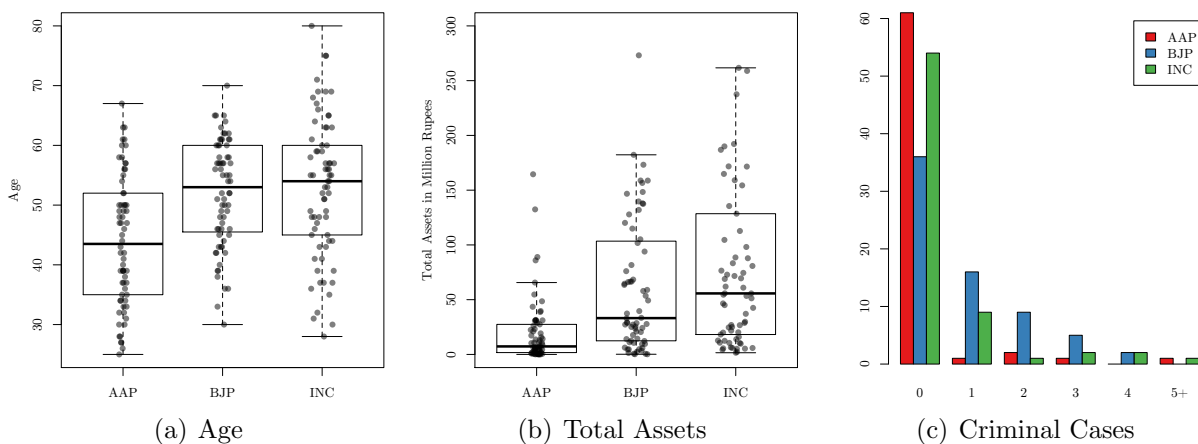 Age
80
70
60
50
40
30
AAP
BJP
INC
(a) Age
Total Assets in Million Rupees
300
250
200
150
100
50
0
AAP
BJP
INC
(b) Total Assets
60
50
40
30
20
10
0
AAP
BJP
INC
0
1
2
3
4
5+
(c) Criminal Cases